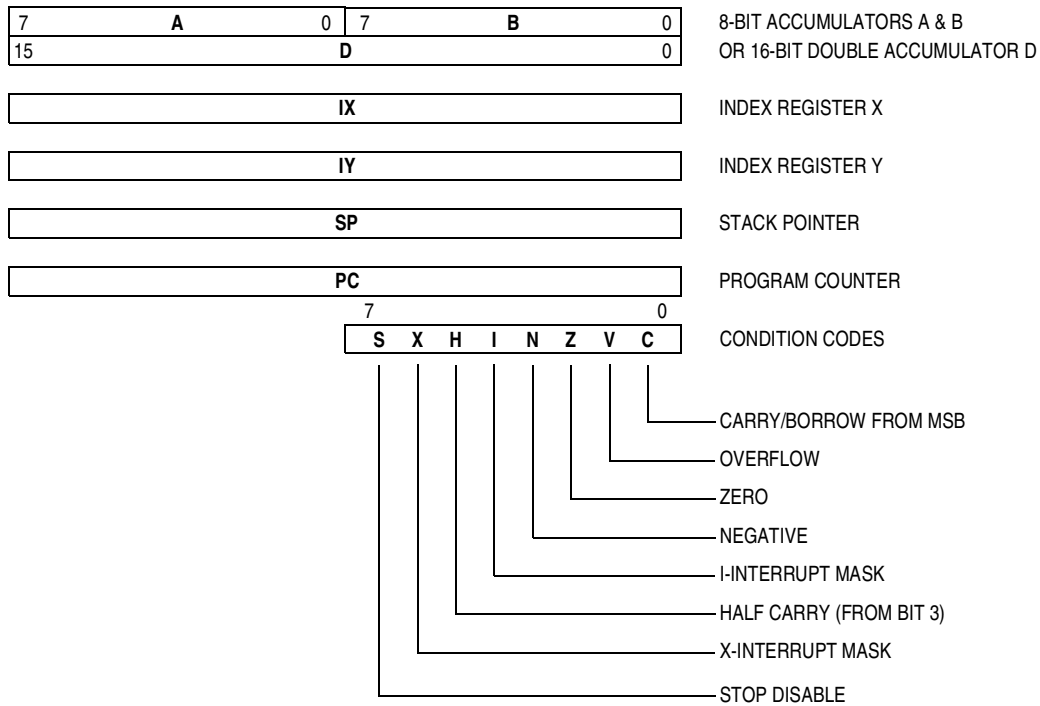 7 A 0 7 B 0 8-BIT ACCUMULATORS A & B
15 D 0 OR 16-BIT DOUBLE ACCUMULATOR D
IX INDEX REGISTER X
IY INDEX REGISTER Y
SP STACK POINTER
PC PROGRAM COUNTER
7 0
S X H I N Z V C CONDITION CODES
CARRY/BORROW FROM MSB
OVERFLOW
ZERO
NEGATIVE
I-INTERRUPT MASK
HALF CARRY (FROM BIT 3)
X-INTERRUPT MASK
STOP DISABLE